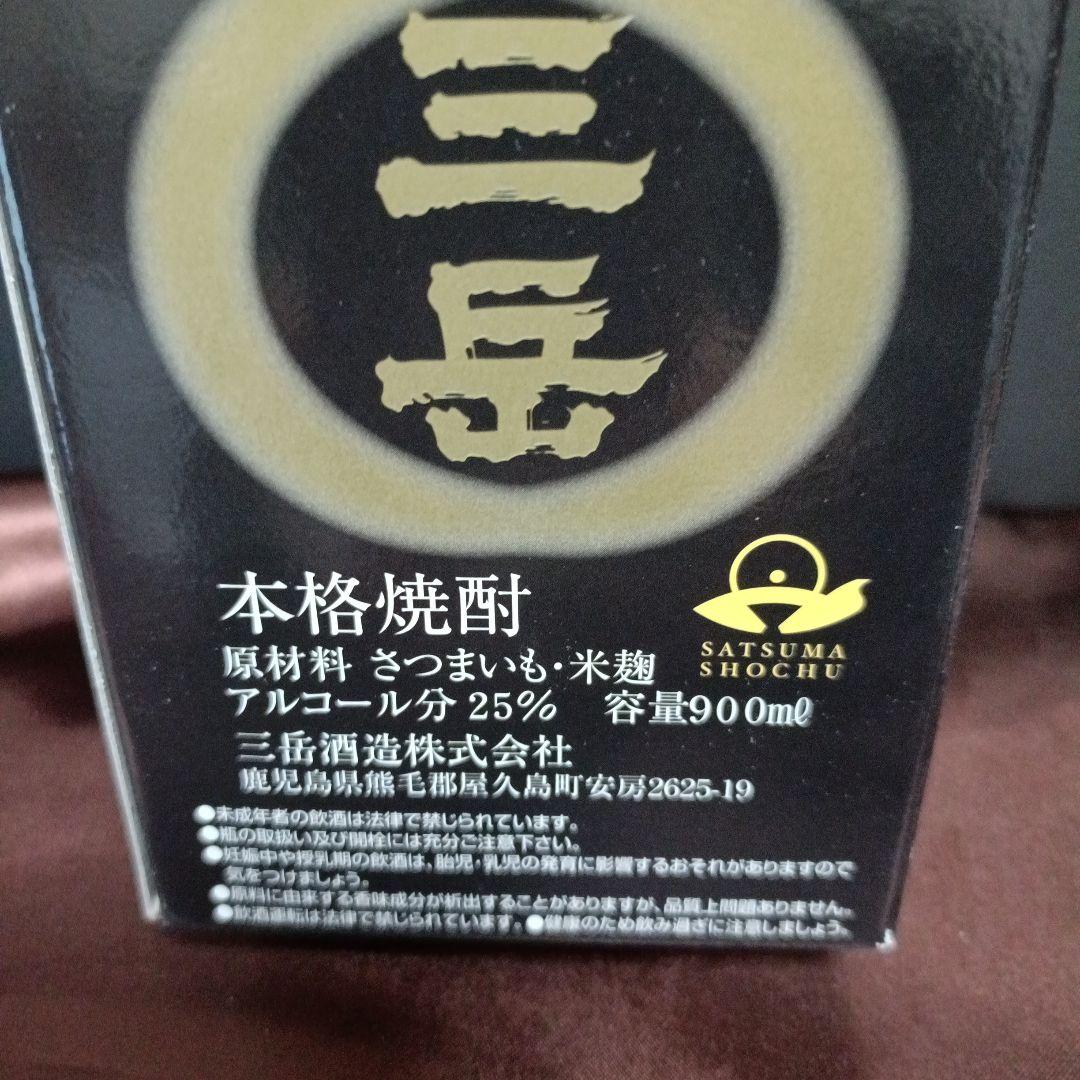 三岳
本格焼酎
原材料 さつまいも・米麹
アルコール分 25% 容量900mℓ
SATSUMA
SHOCHU
三岳酒造株式会社
鹿児島県熊毛郡屋久島町安房2625-19
●未成年者の飲酒は法律で禁じられています。
●瓶の取扱い及び開栓には充分ご注意下さい。
●妊娠中や授乳期の飲酒は、胎児・乳児の発育に影響するおそれがありますので
気をつけましょう。
●原料に由来する香味成分が析出することがありますが、品質上問題ありません。
●飲酒運転は法律で禁じられています。●健康のため飲み過ぎに注意しましょう。